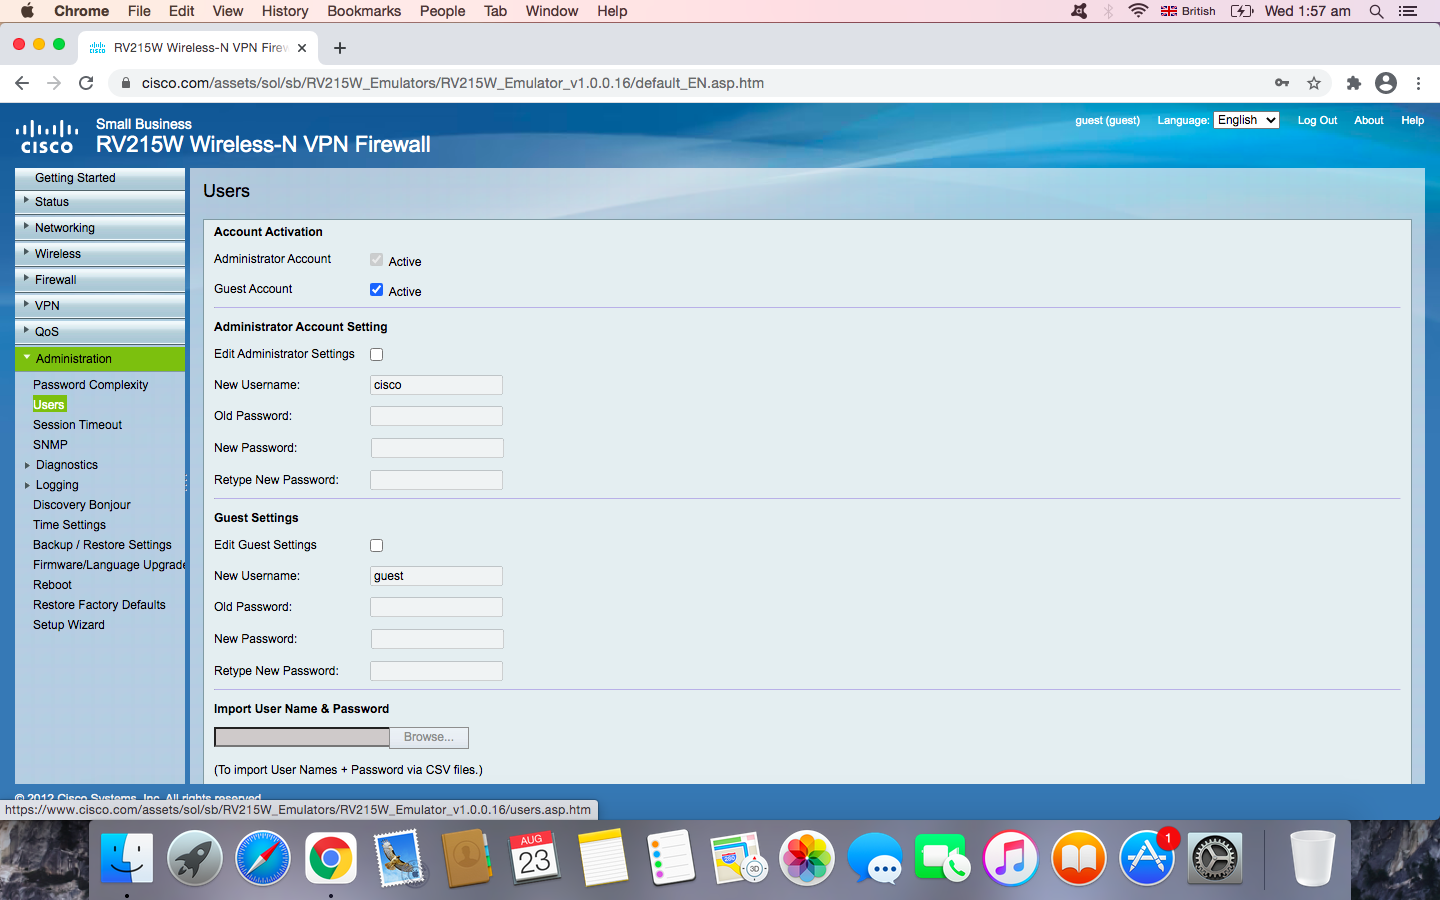 Chrome File Edit View History Bookmarks People Tab Window Help British Wed 1:57 am
RV215W Wireless-N VPN Firew
cisco.com/assets/sol/sb/RV215W_Emulators/RV215W_Emulator_v1.0.0.16/default_EN.asp.htm
cisco
Small Business
RV215W Wireless-N VPN Firewall
guest (guest) Language: English Log Out About Help
Getting Started
Status
Networking
Wireless
Firewall
VPN
QoS
Administration
Password Complexity
Users
Session Timeout
SNMP
Diagnostics
Logging
Discovery Bonjour
Time Settings
Backup / Restore Settings
Firmware/Language Upgrade
Reboot
Restore Factory Defaults
Setup Wizard
Users
Account Activation
Administrator Account Active
Guest Account Active
Administrator Account Setting
Edit Administrator Settings
New Username: cisco
Old Password:
New Password:
Retype New Password:
Guest Settings
Edit Guest Settings
New Username: guest
Old Password:
New Password:
Retype New Password:
Import User Name & Password
Browse...
(To import User Names + Password via CSV files.)
© 2012 Cisco Systems, Inc. All rights reserved.
https://www.cisco.com/assets/sol/sb/RV215W_Emulators/RV215W_Emulator_v1.0.0.16/users.asp.htm
AUG
23
280
3D
1